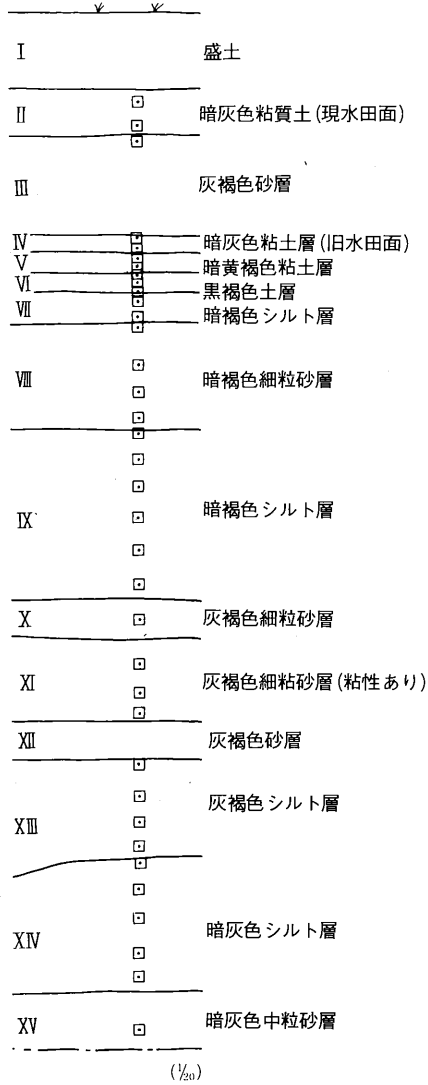 Ⅰ 盛土
Ⅱ 暗灰色粘質土(現水田面)
Ⅲ 灰褐色砂層
Ⅳ 暗灰色粘土層(旧水田面)
Ⅴ 暗黄褐色粘土層
Ⅵ 黒褐色土層
Ⅶ 暗褐色シルト層
Ⅷ 暗褐色細粒砂層
Ⅸ 暗褐色シルト層
Ⅹ 灰褐色細粒砂層
Ⅺ 灰褐色細粘砂層(粘性あり)
Ⅻ 灰褐色砂層
XⅢ 灰褐色シルト層
XⅣ 暗灰色シルト層
XV 暗灰色中粒砂層
(1/20)